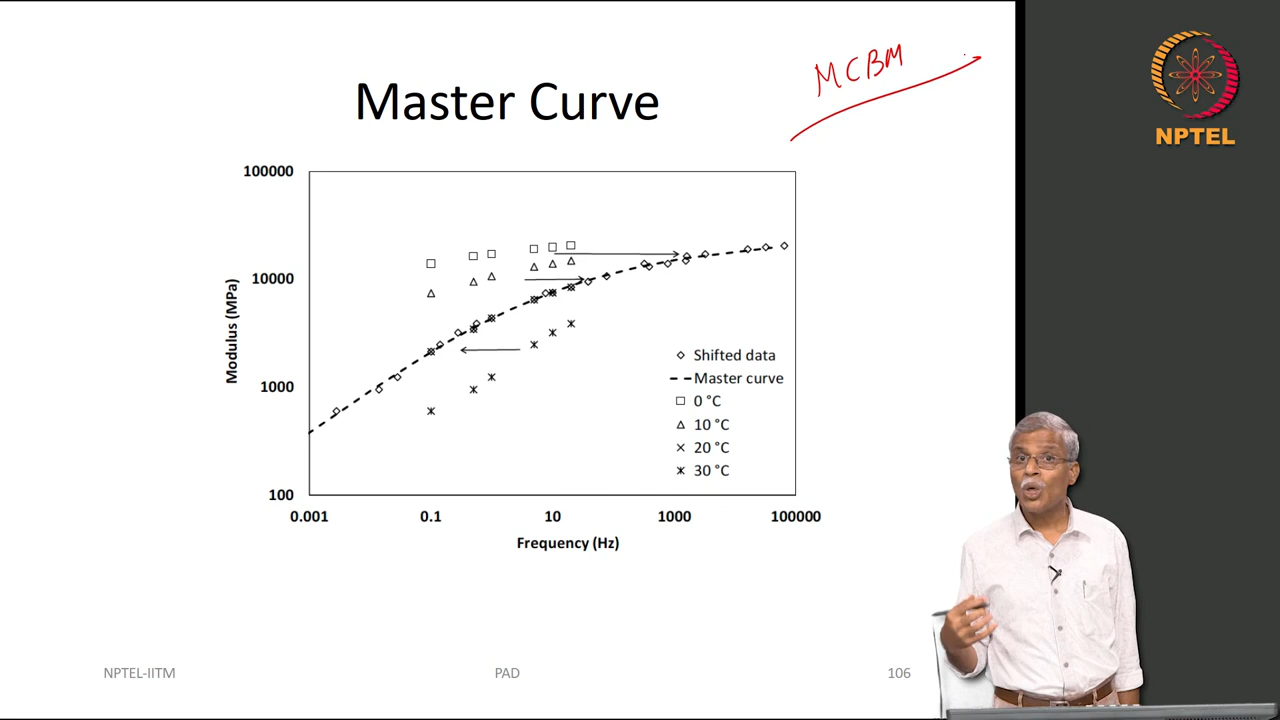 MCBM
Master Curve
NPTEL
100000
10000
1000
100
Modulus (MPa)
Shifted data
Master curve
0 °C
10 °C
20 °C
30 °C
0.001 0.1 10 1000 100000
Frequency (Hz)
NPTEL-IITM PAD 106